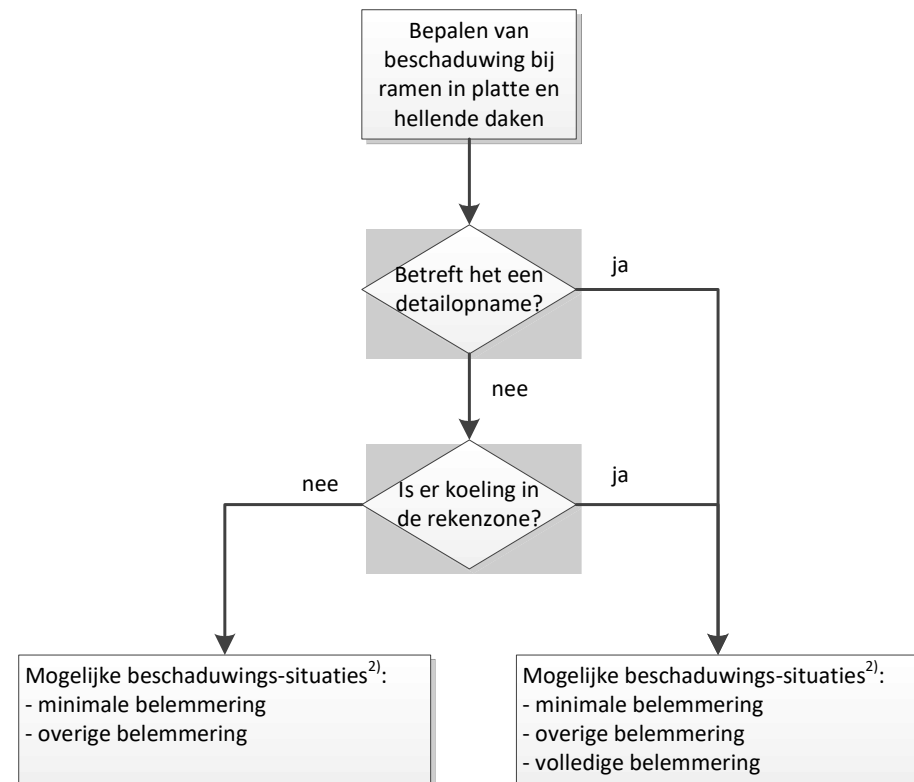 Bepalen van
beschaduwing bij
ramen in platte en
hellende daken
Betreft het een
detailopname?
ja
nee
Is er koeling in
de rekenzone?
nee
ja
Mogelijke beschaduwings-situaties2):
- minimale belemmering
- overige belemmering
Mogelijke beschaduwings-situaties2):
- minimale belemmering
- overige belemmering
- volledige belemmering